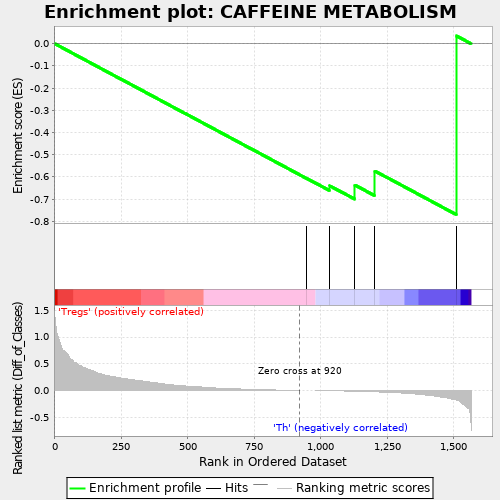 Enrichment plot: CAFFEINE METABOLISM
Enrichment score (ES)
0.0
-0.1
-0.2
-0.3
-0.4
-0.5
-0.6
-0.7
-0.8
'Tregs' (positively correlated)
Zero cross at 920
'Th' (negatively correlated)
Ranked list metric (Diff_of_Classes)
1.5
1.0
0.5
0.0
-0.5
0 250 500 750 1,000 1,250 1,500
Rank in Ordered Dataset
Enrichment profile Hits Ranking metric scores